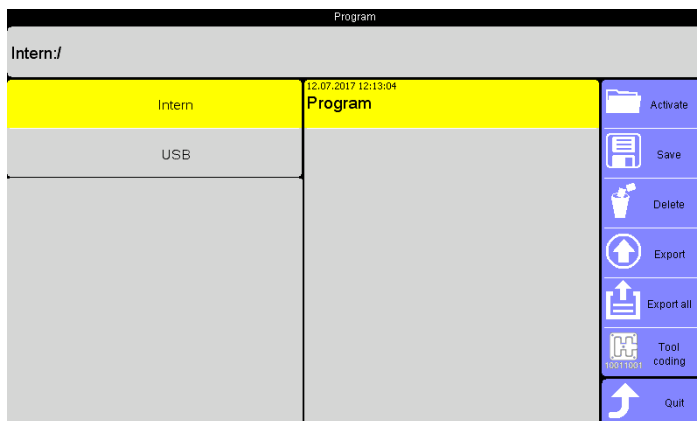 Program
Intern:/
Intern
USB
12.07.2017 12:13:04
Program
Activate
Save
Delete
Export
Export all
10011001
Tool
coding
Quit